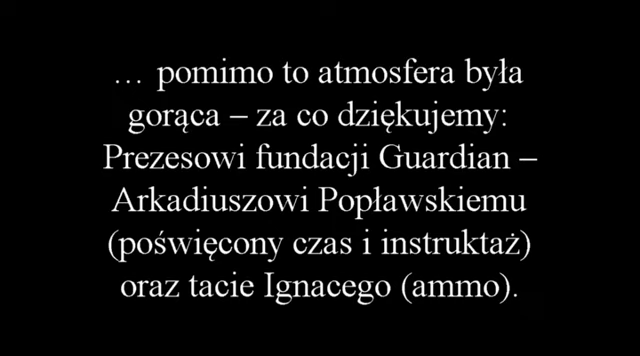 … pomimo to atmosfera była
gorąca – za co dziękujemy:
Prezesowi fundacji Guardian –
Arkadiuszowi Popławskiemu
(poświęcony czas i instruktaż)
oraz tacie Ignacego (ammo).